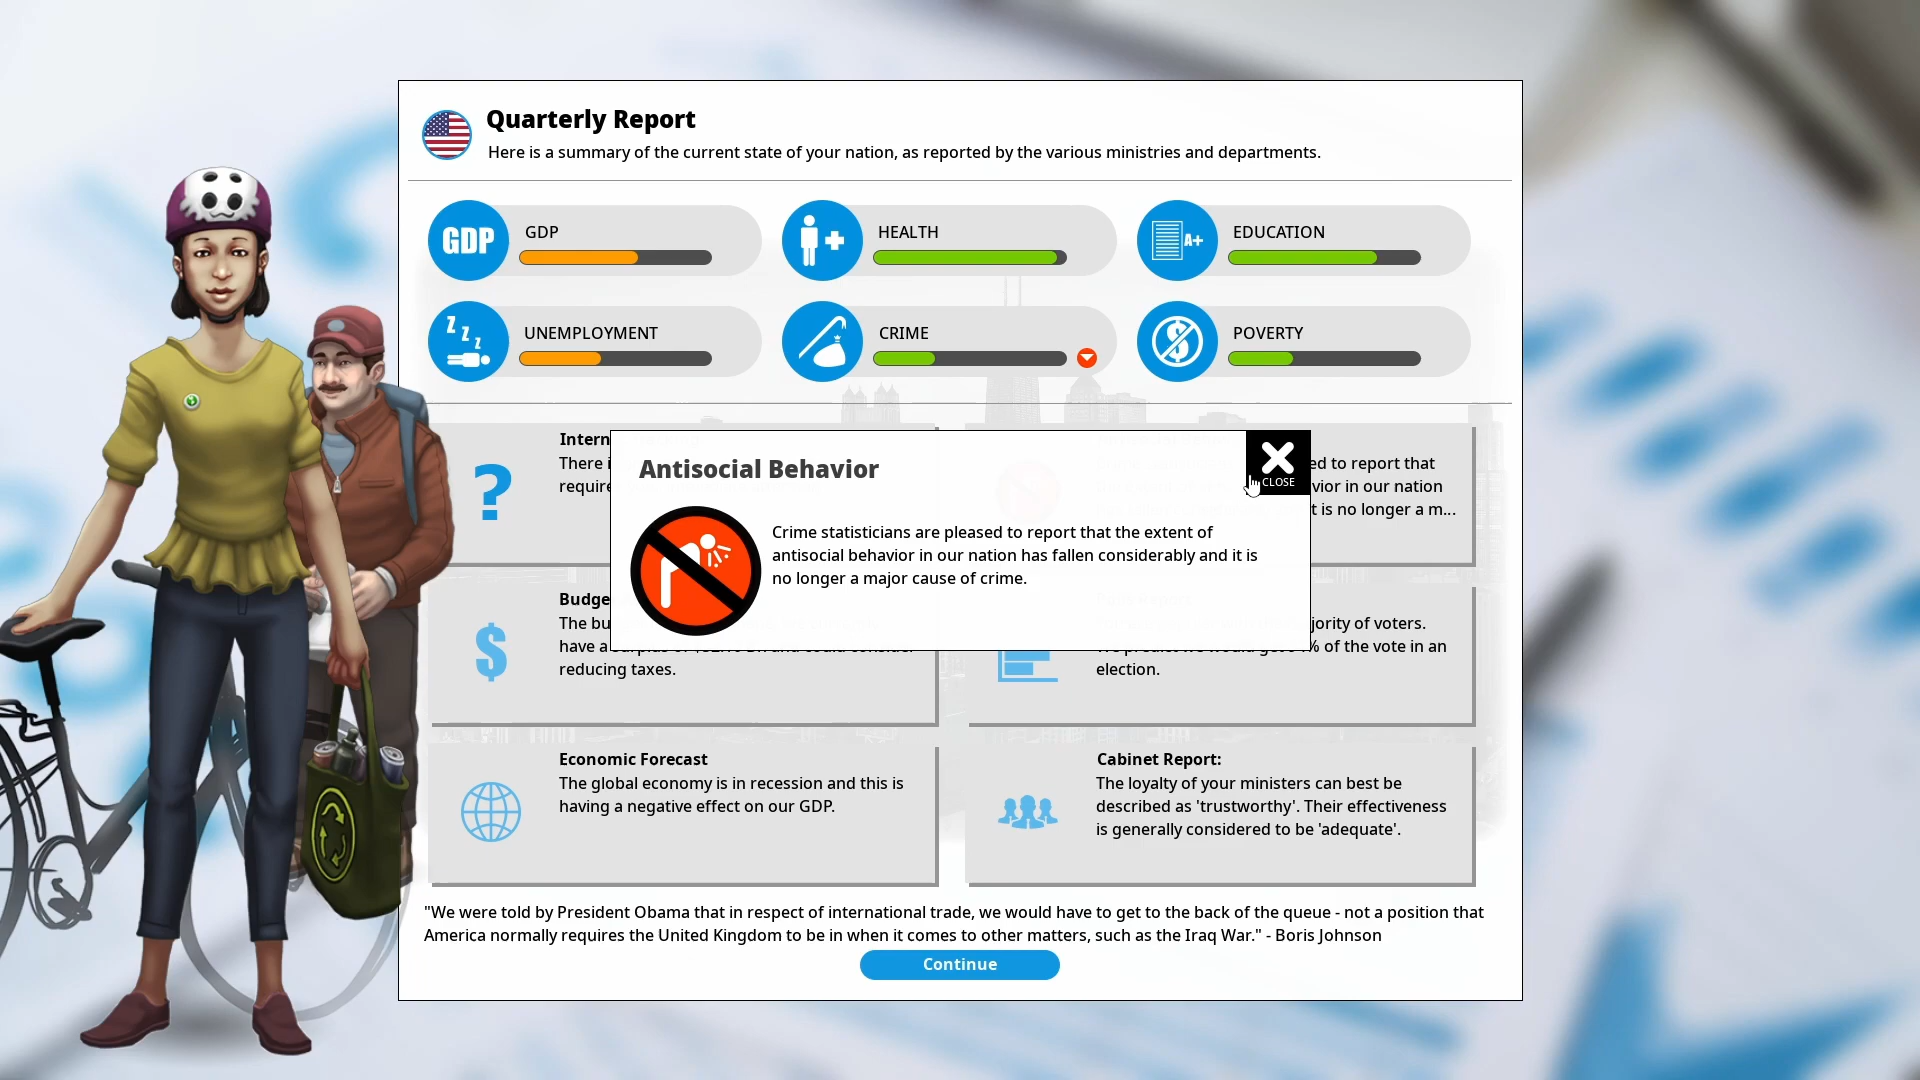 Quarterly Report
Here is a summary of the current state of your nation, as reported by the various ministries and departments.
GDP
GDP
HEALTH
A+
EDUCATION
Z
Z
Z
UNEMPLOYMENT
CRIME
$
POVERTY
Intern
There i
require
ed to report that
vior in our nation
t is no longer a m...
Antisocial Behavior
CLOSE
Crime statisticians are pleased to report that the extent of
antisocial behavior in our nation has fallen considerably and it is
no longer a major cause of crime.
?
$
Budge
The bu
have a
reducing taxes.
jority of voters.
% of the vote in an
election.
Economic Forecast
The global economy is in recession and this is
having a negative effect on our GDP.
Cabinet Report:
The loyalty of your ministers can best be
described as 'trustworthy'. Their effectiveness
is generally considered to be 'adequate'.
"We were told by President Obama that in respect of international trade, we would have to get to the back of the queue - not a position that
America normally requires the United Kingdom to be in when it comes to other matters, such as the Iraq War." - Boris Johnson
Continue